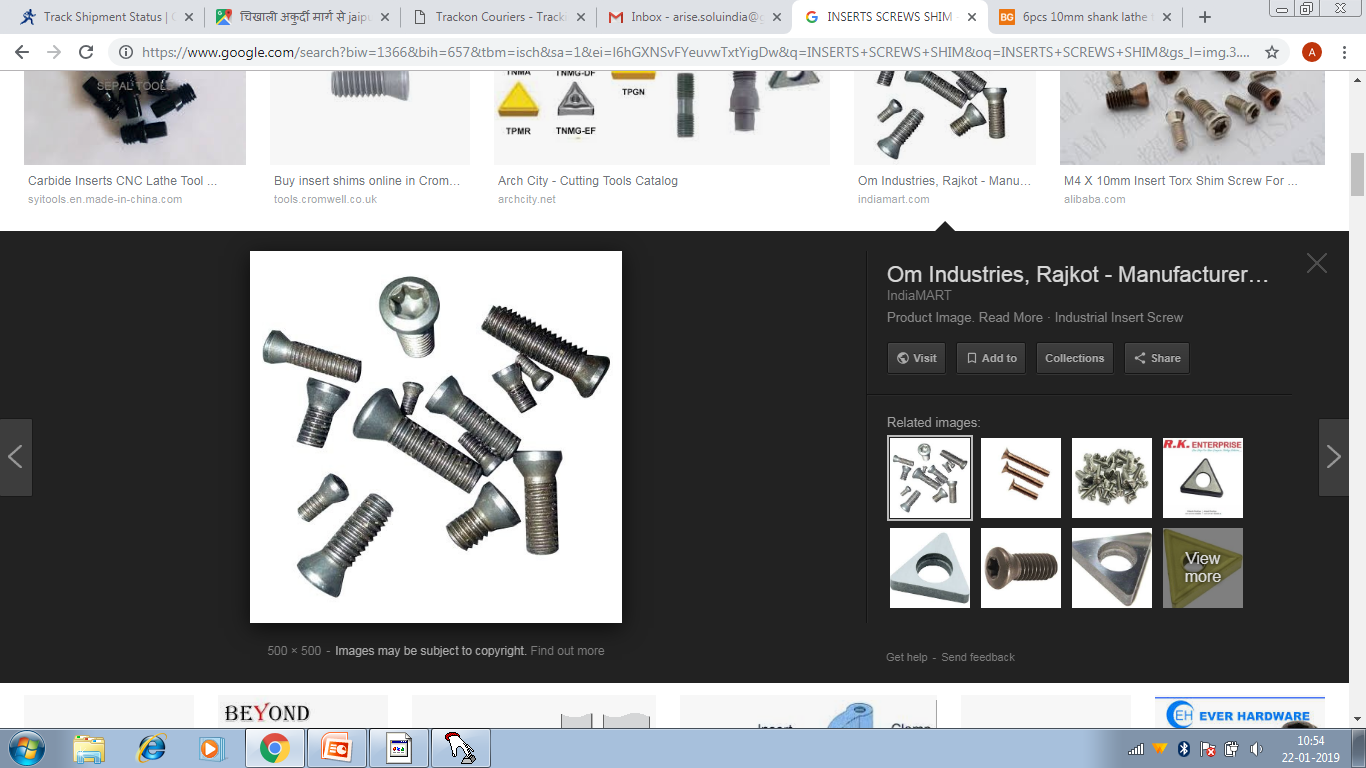 Track Shipment Status |
चिखाली अकुर्दी मार्ग से jaip
Trackon Couriers - Tracki
Inbox - arise.soluindia@
INSERTS SCREWS SHIM -
6pcs 10mm shank lathe
https://www.google.com/search?biw=1366&bih=657&tbm=isch&sa=1&ei=l6hGXNSvFYeuvwTxtYigDw&q=INSERTS+SCREWS+SHIM&oq=INSERTS+SCREWS+SHIM&gs_l=img.3....
A
SEPAL TOOLS
TNMA
TNMG-DF
TPGN
TPMR
TNMG-EF
Carbide Inserts CNC Lathe Tool ...
syitools.en.made-in-china.com
Buy insert shims online in Crom...
tools.cromwell.co.uk
Arch City - Cutting Tools Catalog
archcity.net
Om Industries, Rajkot - Manu...
indiamart.com
M4 X 10mm Insert Torx Shim Screw For ...
alibaba.com
Om Industries, Rajkot - Manufacturer…
IndiaMART
Product Image. Read More · Industrial Insert Screw
Visit
Add to
Collections
Share
Related images:
R.K. ENTERPRISE
View
more
500 × 500 - Images may be subject to copyright. Find out more
Get help - Send feedback
BEYOND
Insert
Clamp
EH
EVER HARDWARE
10:54
22-01-2019